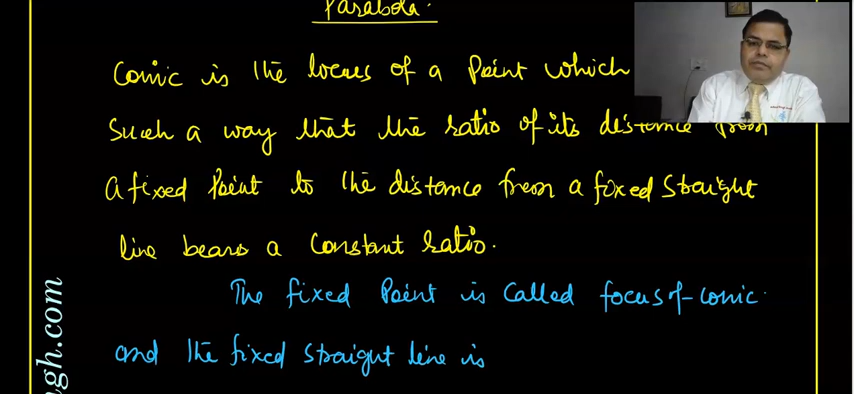 Parabola.
Conic is the locus of a Point which
Such a way that the ratio of its distance from
a fixed Point to the distance from a fixed Straight
line bears a constant ratio.
The fixed Point is called focus of conic.
and the fixed straight line is
ngh.com